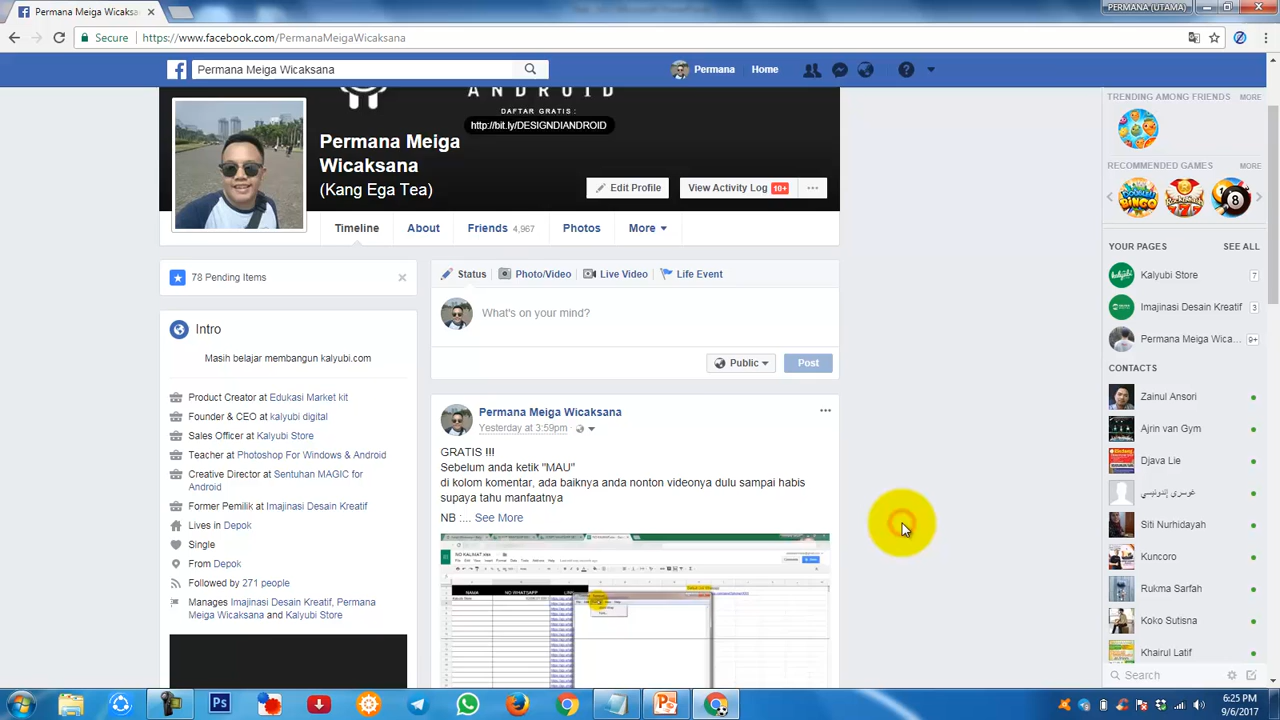 Permana Meiga Wicaksana
PERMANA (UTAMA)
Secure
https://www.facebook.com/PermanaMeigaWicaksana
Permana Meiga Wicaksana
Permana
Home
ANDROID
DAFTAR GRATIS :
http://bit.ly/DESIGNDIANDROID
Permana Meiga
Wicaksana
(Kang Ega Tea)
Edit Profile
View Activity Log 10+
Timeline
About
Friends 4,967
Photos
More
78 Pending Items
Intro
Masih belajar membangun kalyubi.com
Product Creator at Edukasi Market kit
Founder & CEO at kalyubi digital
Sales Officer at Kalyubi Store
Teacher at Photoshop For Windows & Android
Creative Director at Sentuhan MAGIC for
Android
Former Pemilik at Imajinasi Desain Kreatif
Lives in Depok
Single
From Depok
Followed by 271 people
Manages Imajinasi Desain Kreatif, Permana
Meiga Wicaksana and Kalyubi Store
Status
Photo/Video
Live Video
Life Event
What's on your mind?
Public
Post
Permana Meiga Wicaksana
Yesterday at 3:59pm
GRATIS !!!
Sebelum anda ketik "MAU"
di kolom komentar, ada baiknya anda nonton videonya dulu sampai habis
supaya tahu manfaatnya
NB :... See More
NAMA
NO WHATSAPP
LINK
TRENDING AMONG FRIENDS
MORE
RECOMMENDED GAMES
MORE
YOUR PAGES
SEE ALL
Kalyubi Store
7
Imajinasi Desain Kreatif
3
Permana Meiga Wica...
9+
CONTACTS
Zainul Ansori
Ajrin van Gym
Djava Lie
Siti Nurhidayah
Kuncoro
Rusman Bahar
Koko Sutisna
Khairul Latif
Search
6:25 PM
9/6/2017